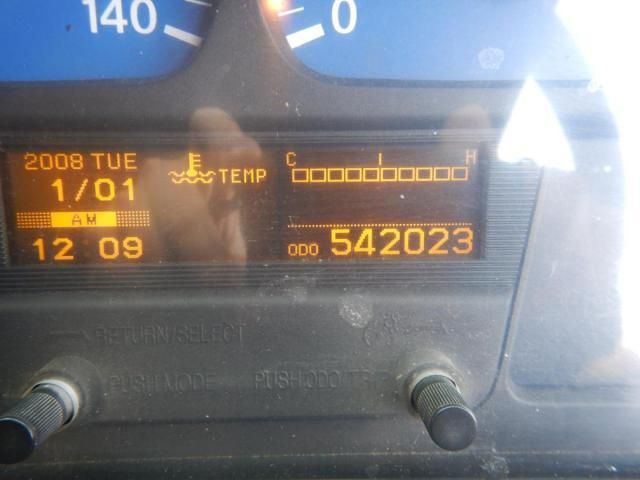 140
0
2008 TUE
1/01
AM
12 09
TEMP
C H
ODO 542023
RETURN/SELECT
PUSH MODE
PUSH ODO/TRIP